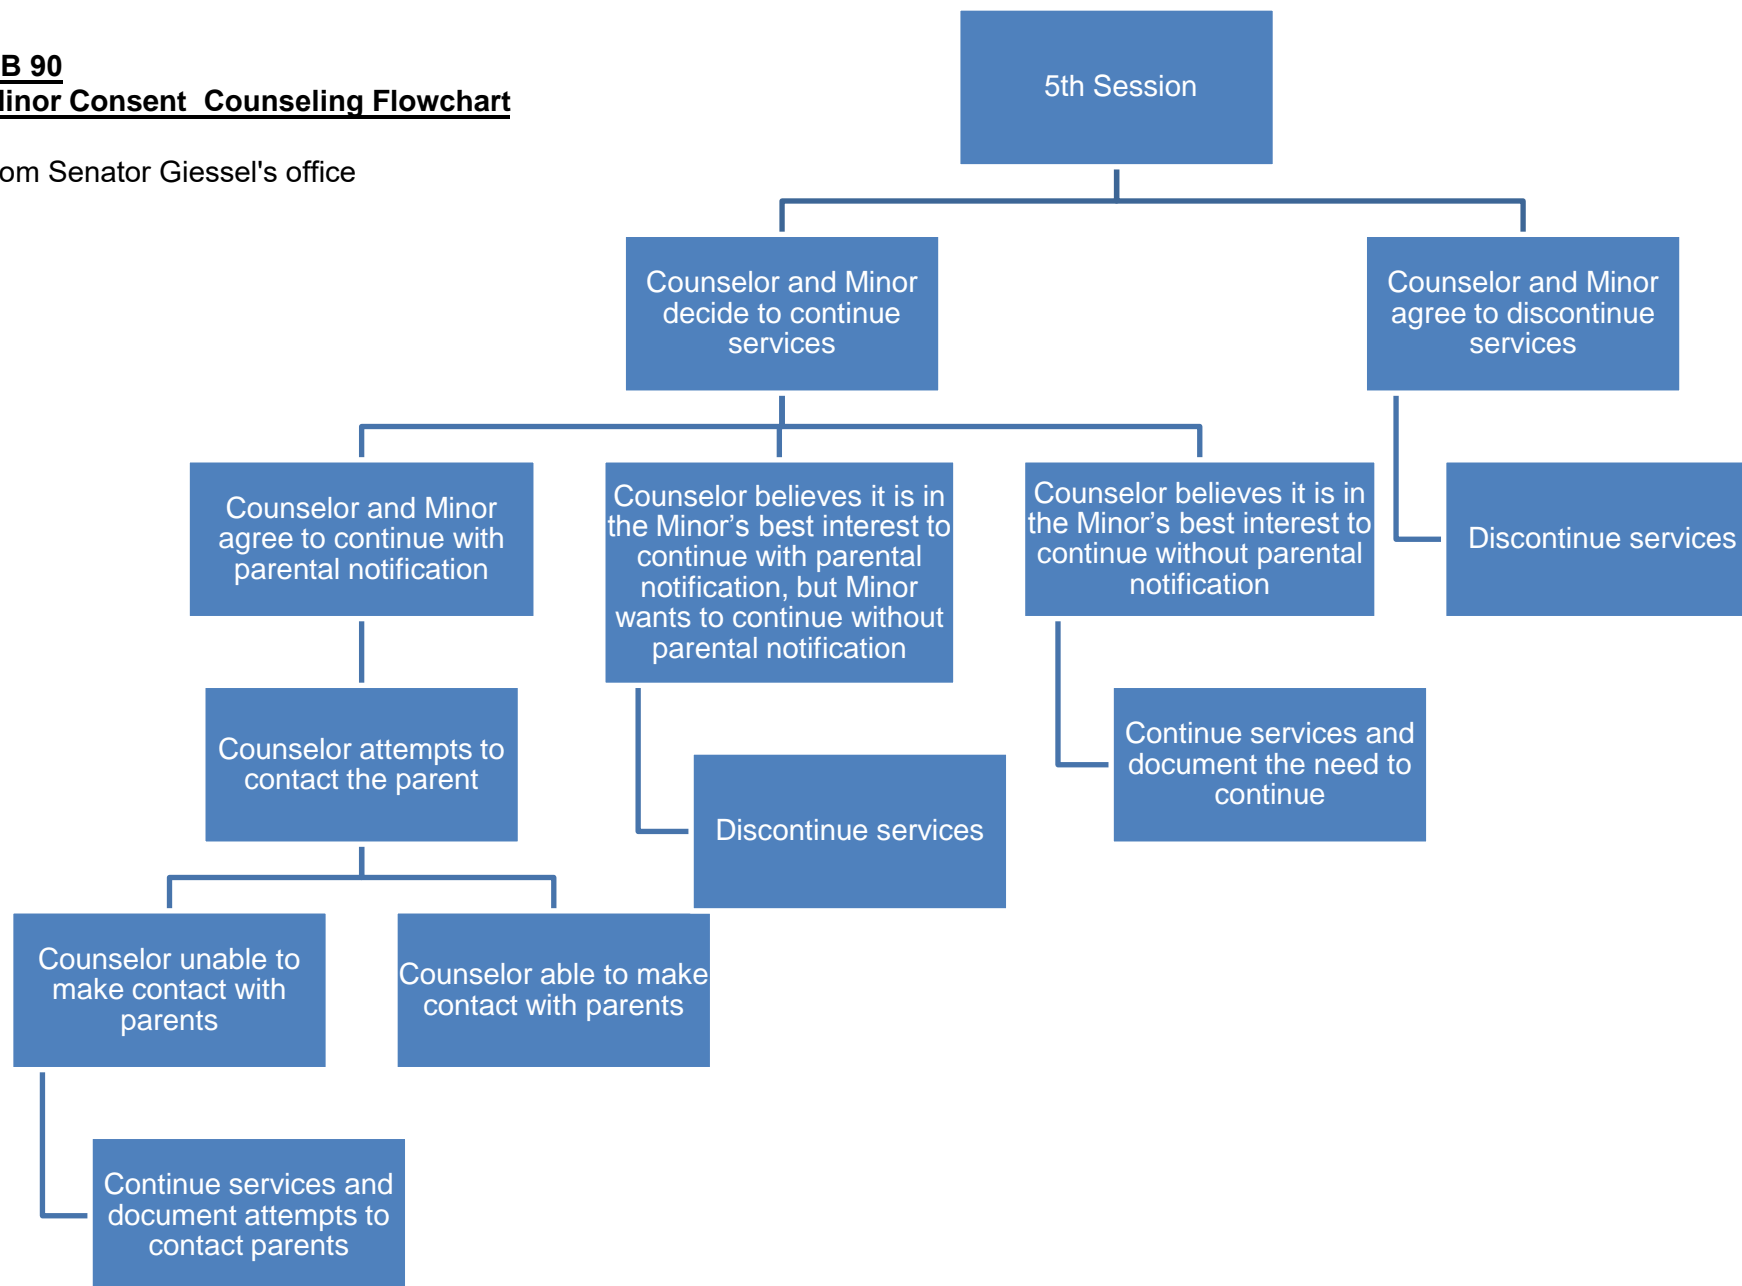 B 90
linor Consent  Counseling Flowchart
om Senator Giessel's office
5th Session
Counselor and Minor
decide to continue
services
Counselor and Minor
agree to discontinue
services
Counselor and Minor
agree to continue with
parental notification
Counselor believes it is in
the Minor’s best interest to
continue with parental
notification, but Minor
wants to continue without
parental notification
Counselor believes it is in
the Minor’s best interest to
continue without parental
notification
Discontinue services
Counselor attempts to
contact the parent
Discontinue services
Continue services and
document the need to
continue
Counselor unable to
make contact with
parents
Counselor able to make
contact with parents
Continue services and
document attempts to
contact parents